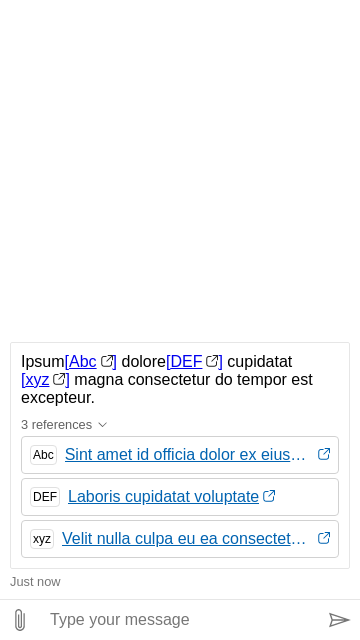 Ipsum[Abc] dolore[DEF] cupidatat
[xyz] magna consectetur do tempor est
excepteur.
3 references
Abc Sint amet id officia dolor ex eius…
DEF Laboris cupidatat voluptate
xyz Velit nulla culpa eu ea consectet…
Just now
Type your message